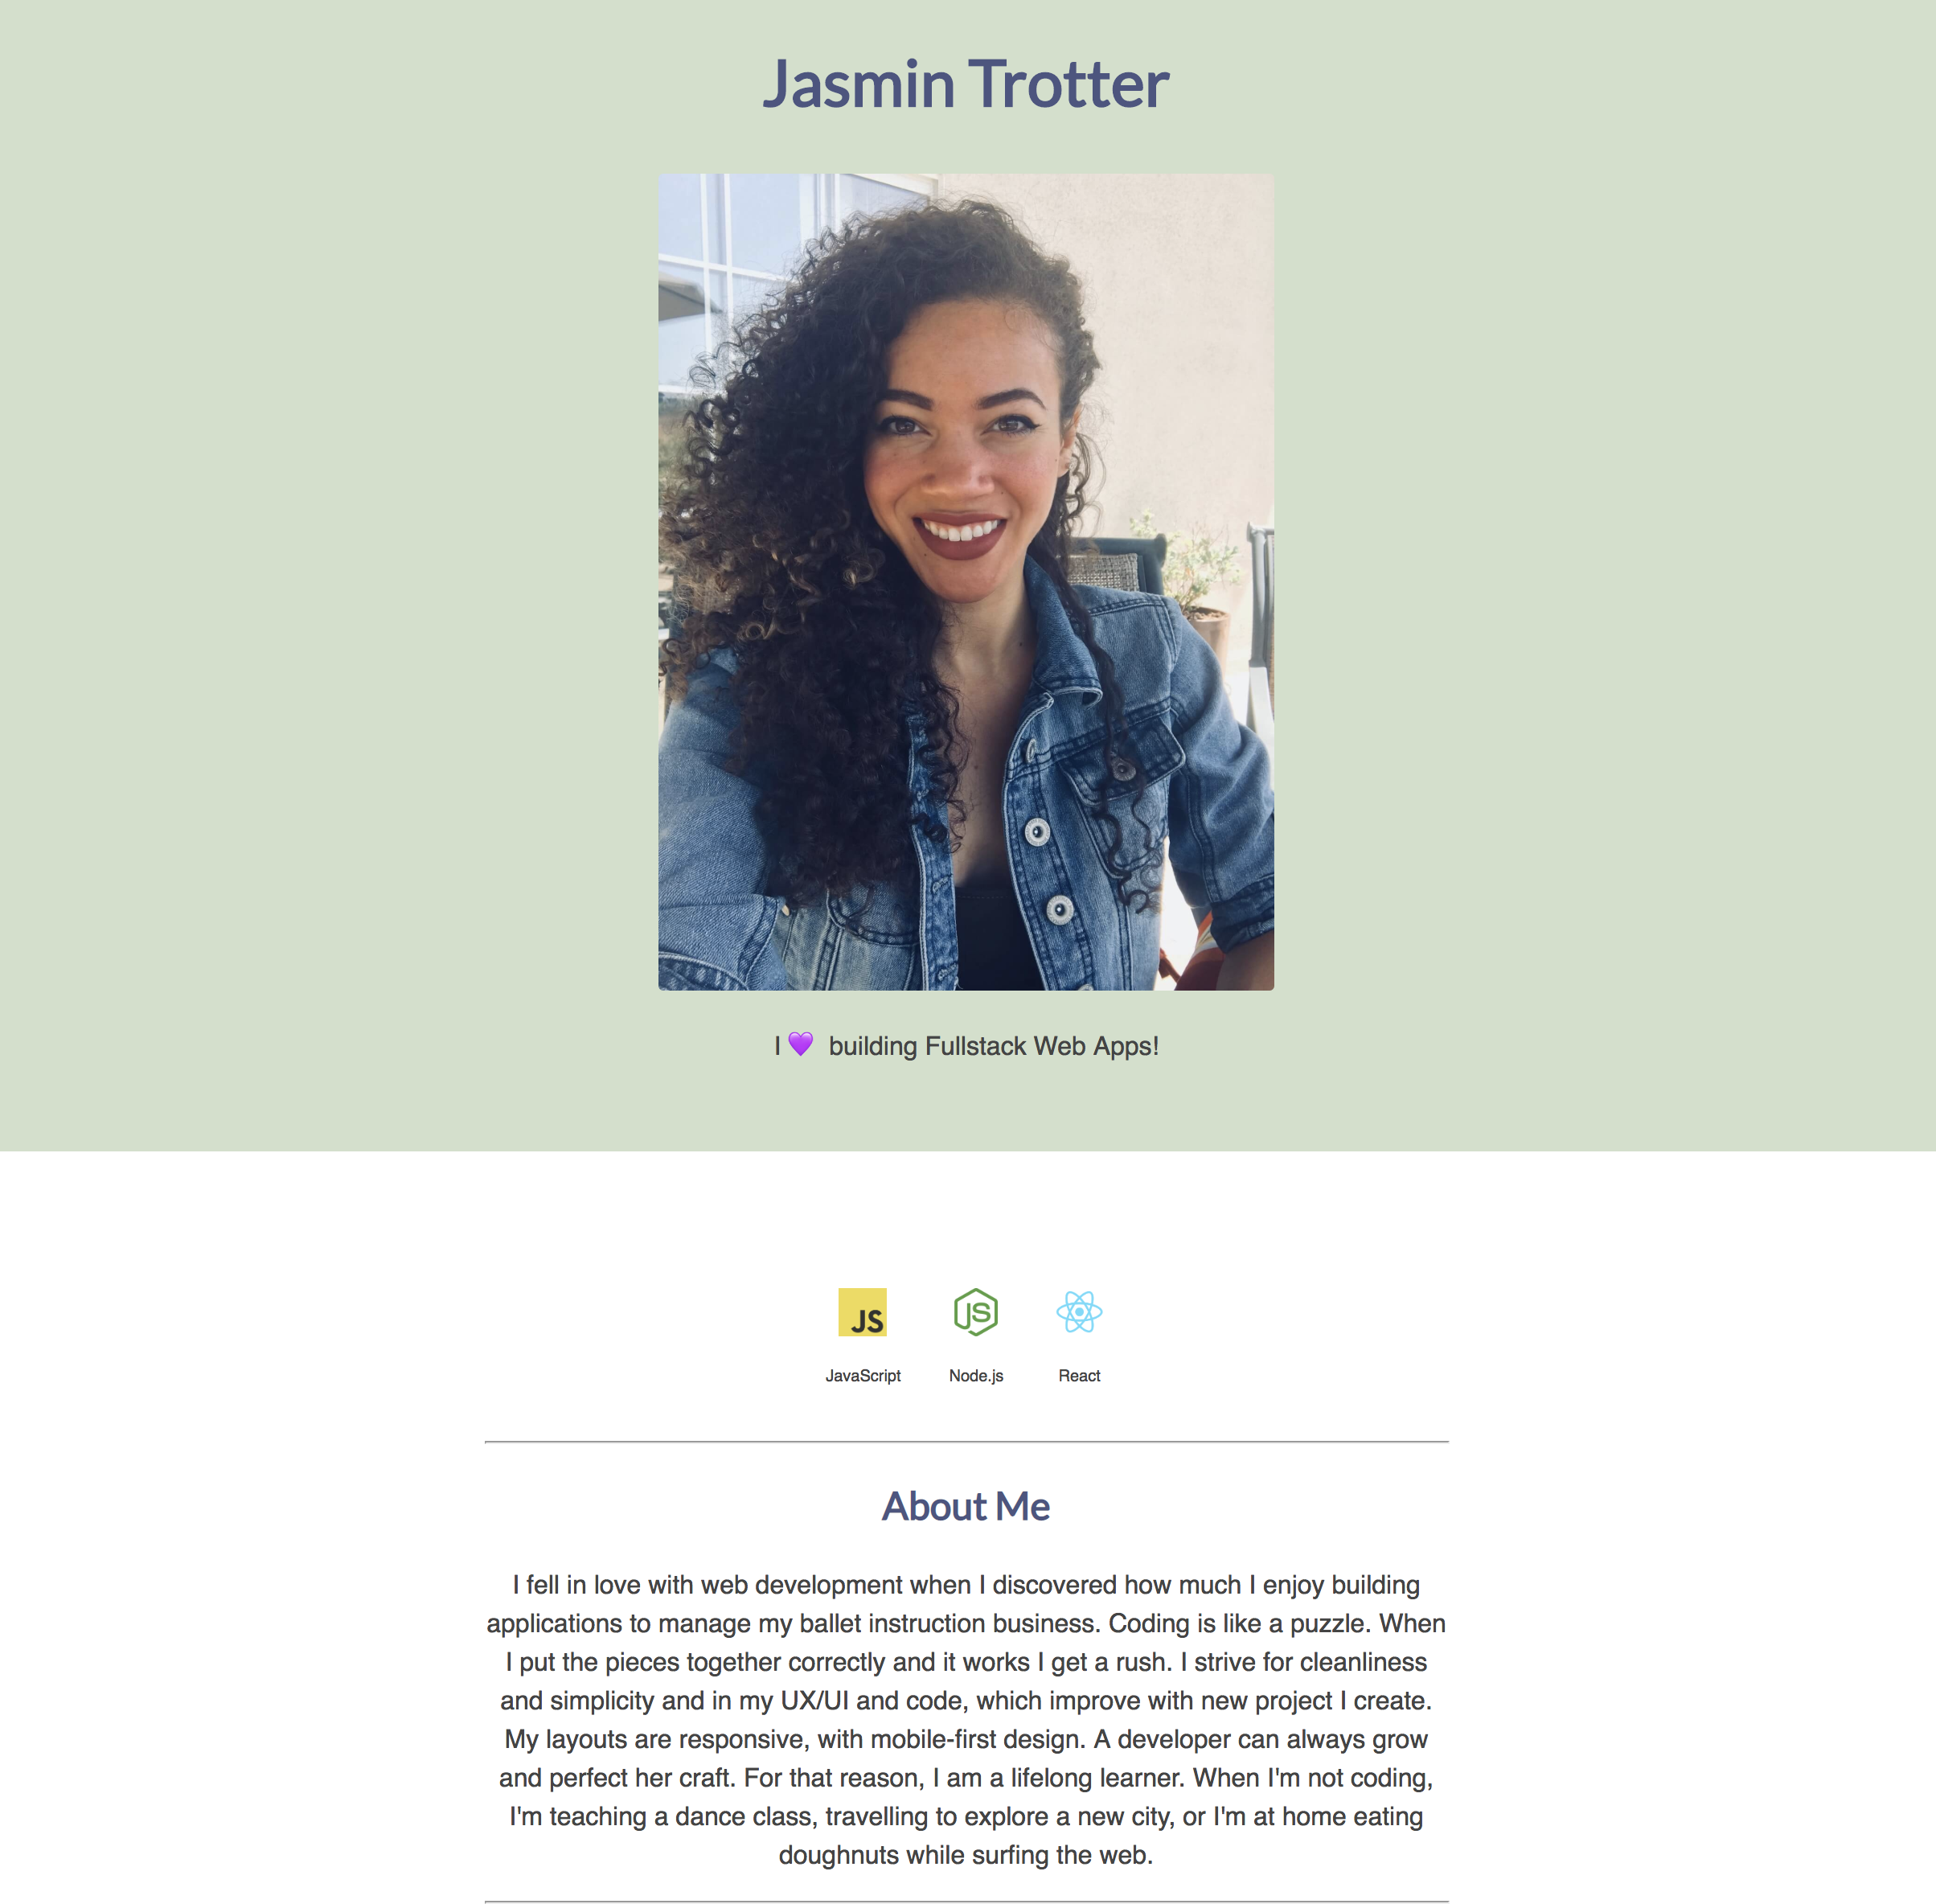 Jasmin Trotter
I 💜 building Fullstack Web Apps!
JS JS
JavaScript Node.js React
About Me
I fell in love with web development when I discovered how much I enjoy building
applications to manage my ballet instruction business. Coding is like a puzzle. When
I put the pieces together correctly and it works I get a rush. I strive for cleanliness
and simplicity and in my UX/UI and code, which improve with new project I create.
My layouts are responsive, with mobile-first design. A developer can always grow
and perfect her craft. For that reason, I am a lifelong learner. When I'm not coding,
I'm teaching a dance class, travelling to explore a new city, or I'm at home eating
doughnuts while surfing the web.